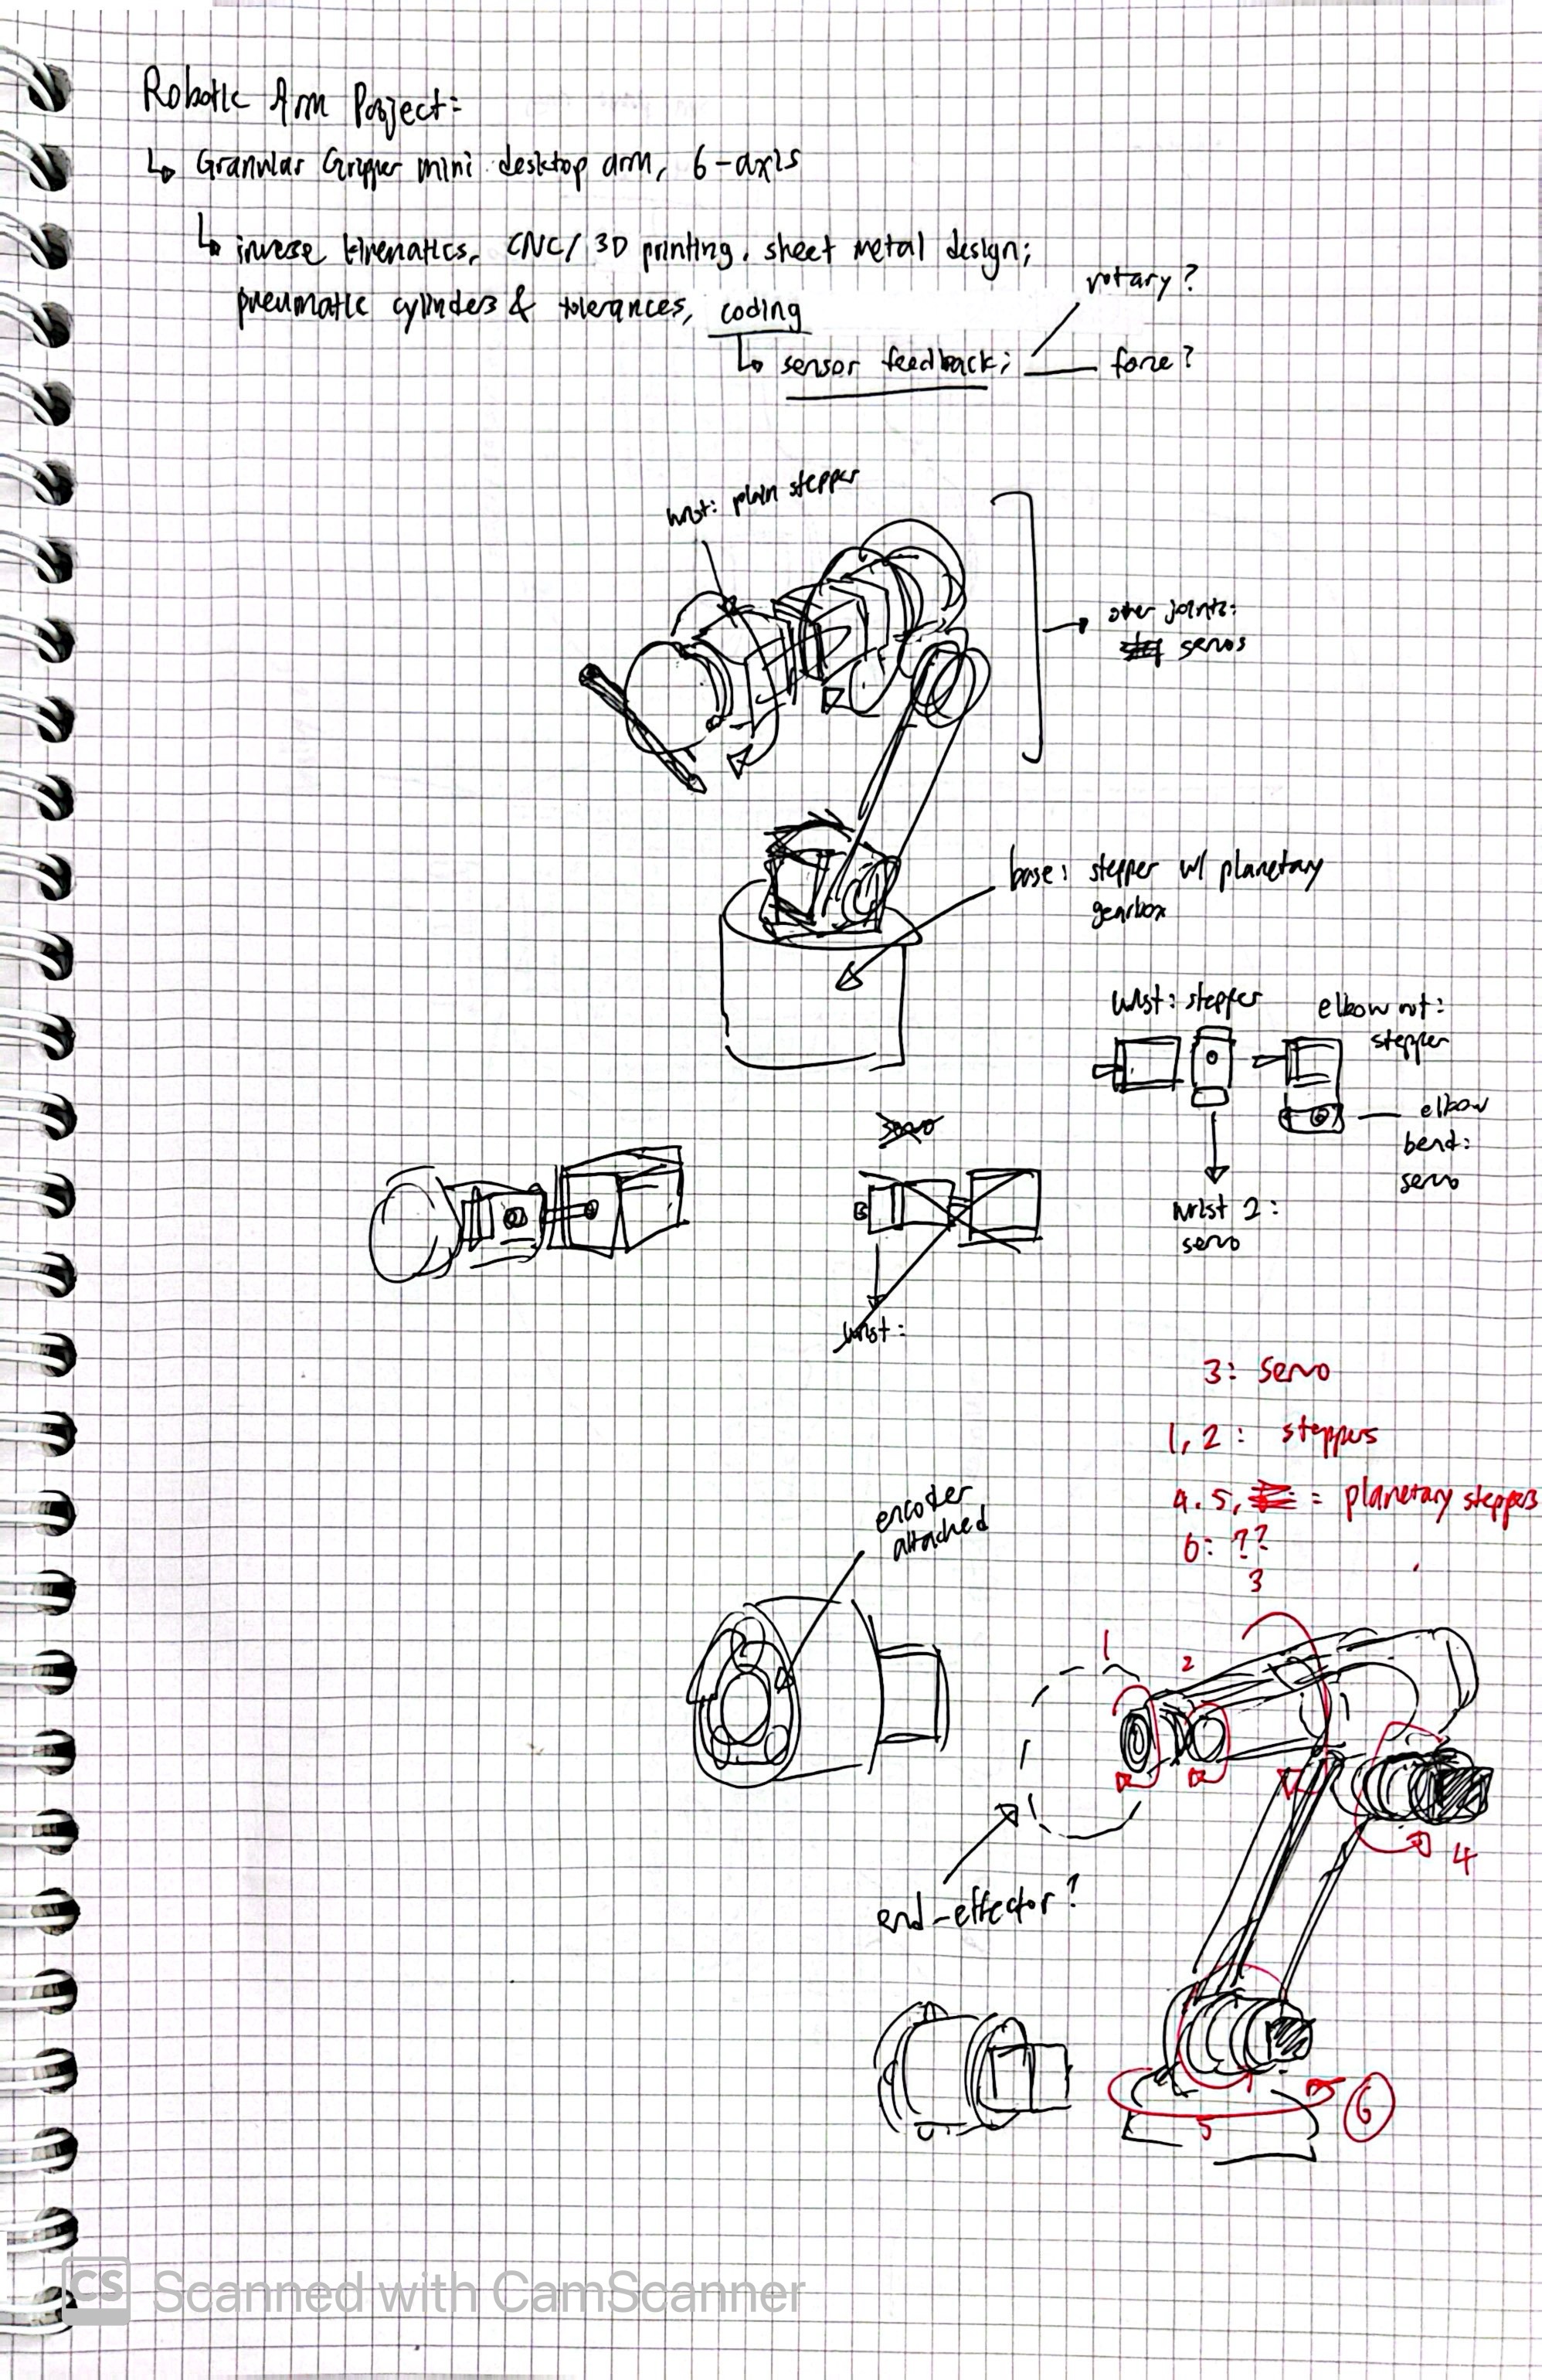 Robotic Arm Project:
↳ Granular Gripper mini desktop arm, 6-axis
↳ inverse kinematics, CNC/3D printing, sheet metal design;
pneumatic cylinders & tolerances, coding
↳ sensor feedback;
rotary?
force?
wrist: plain stepper
other joints:
servos
base: stepper w/ planetary
gearbox
wrist: stepper
elbow rot:
stepper
elbow
bend:
servo
wrist 2:
servo
servo
wrist:
3: servo
1, 2: steppers
4, 5, = planetary steppers
6: ??
encoder
attached
3
1
2
4
end-effector?
5
6
CS Scanned with CamScanner